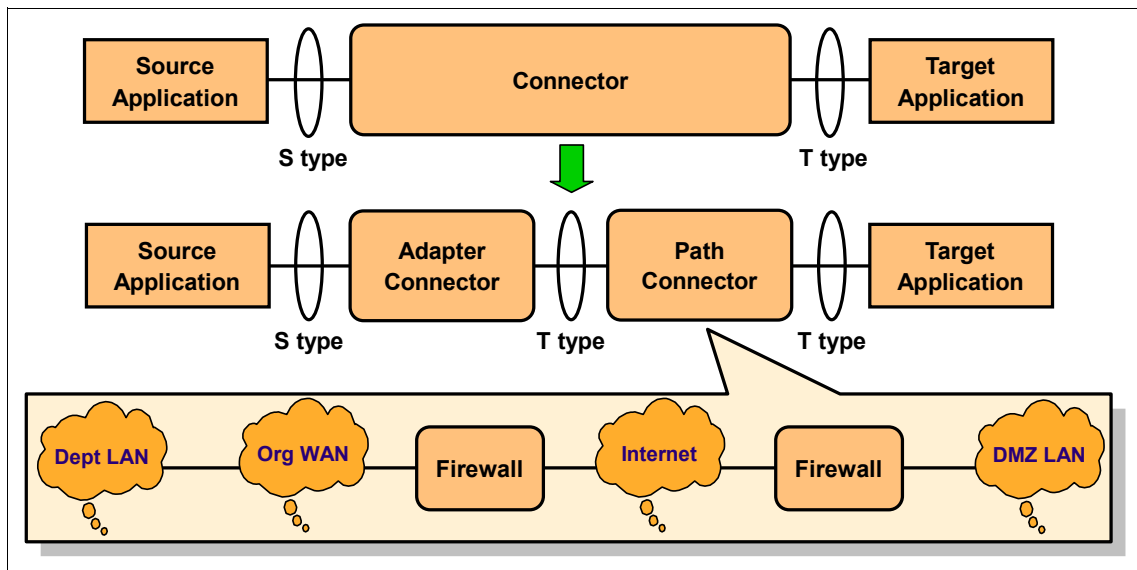 Source
Application
Connector
Target
Application
S type
T type
Source
Application
Adapter
Connector
Path
Connector
Target
Application
S type
T type
T type
Dept LAN
Org WAN
Firewall
Internet
Firewall
DMZ LAN